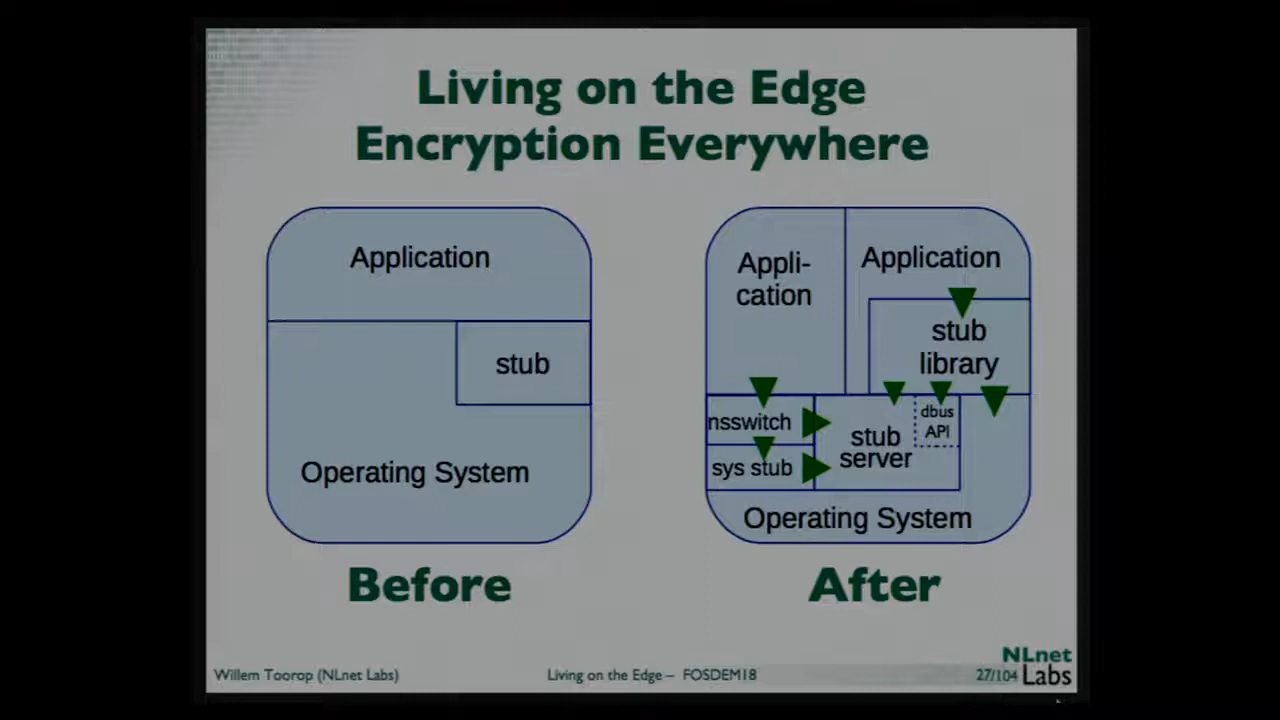 Living on the Edge
Encryption Everywhere
Application
stub
Operating System
Before
Appli-
cation
Application
stub
library
nsswitch
sys stub
stub
server
dbus
API
Operating System
After
Willem Toorop (NLnet Labs)
Living on the Edge – FOSDEM18
27/104
NLnet
Labs